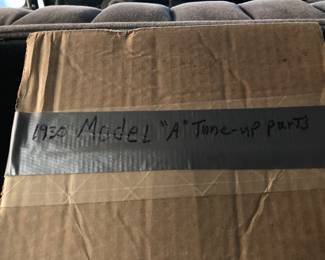 1930 Model "A" Tune-up parts